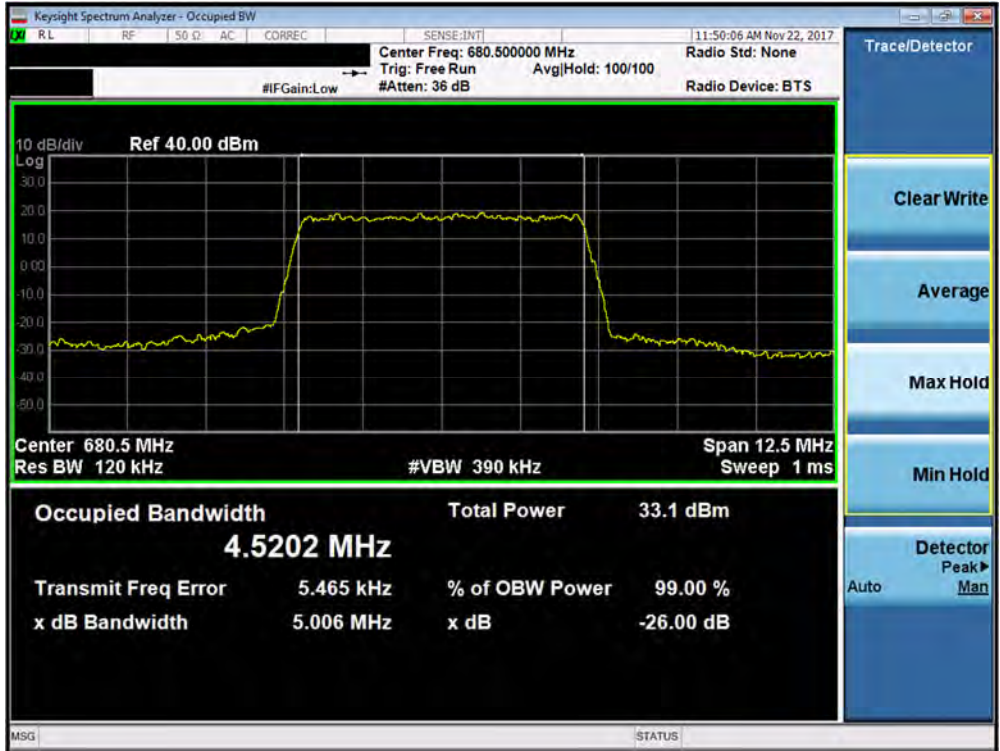 Keysight Spectrum Analyzer - Occupied BW
LXI RL RF 50 Ω AC CORREC SENSE:INT 11:50:06 AM Nov 22, 2017
Center Freq: 680.500000 MHz Radio Std: None
Trig: Free Run Avg|Hold: 100/100
#IFGain:Low #Atten: 36 dB Radio Device: BTS
10 dB/div Ref 40.00 dBm
Log
30.0
20.0
10.0
0.00
-10.0
-20.0
-30.0
-40.0
-50.0
Center 680.5 MHz Span 12.5 MHz
Res BW 120 kHz #VBW 390 kHz Sweep 1 ms
Occupied Bandwidth Total Power 33.1 dBm
4.5202 MHz
Transmit Freq Error 5.465 kHz % of OBW Power 99.00 %
x dB Bandwidth 5.006 MHz x dB -26.00 dB
MSG STATUS
Trace/Detector
Clear Write
Average
Max Hold
Min Hold
Detector
Peak▶
Auto Man